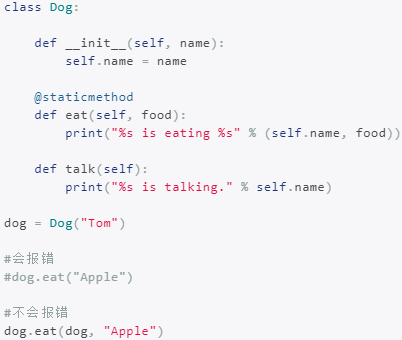 class Dog:
def __init__(self, name):
self.name = name
@staticmethod
def eat(self, food):
print("%s is eating %s" % (self.name, food))
def talk(self):
print("%s is talking." % self.name)
dog = Dog("Tom")
#会报错
#dog.eat("Apple")
#不会报错
dog.eat(dog, "Apple")